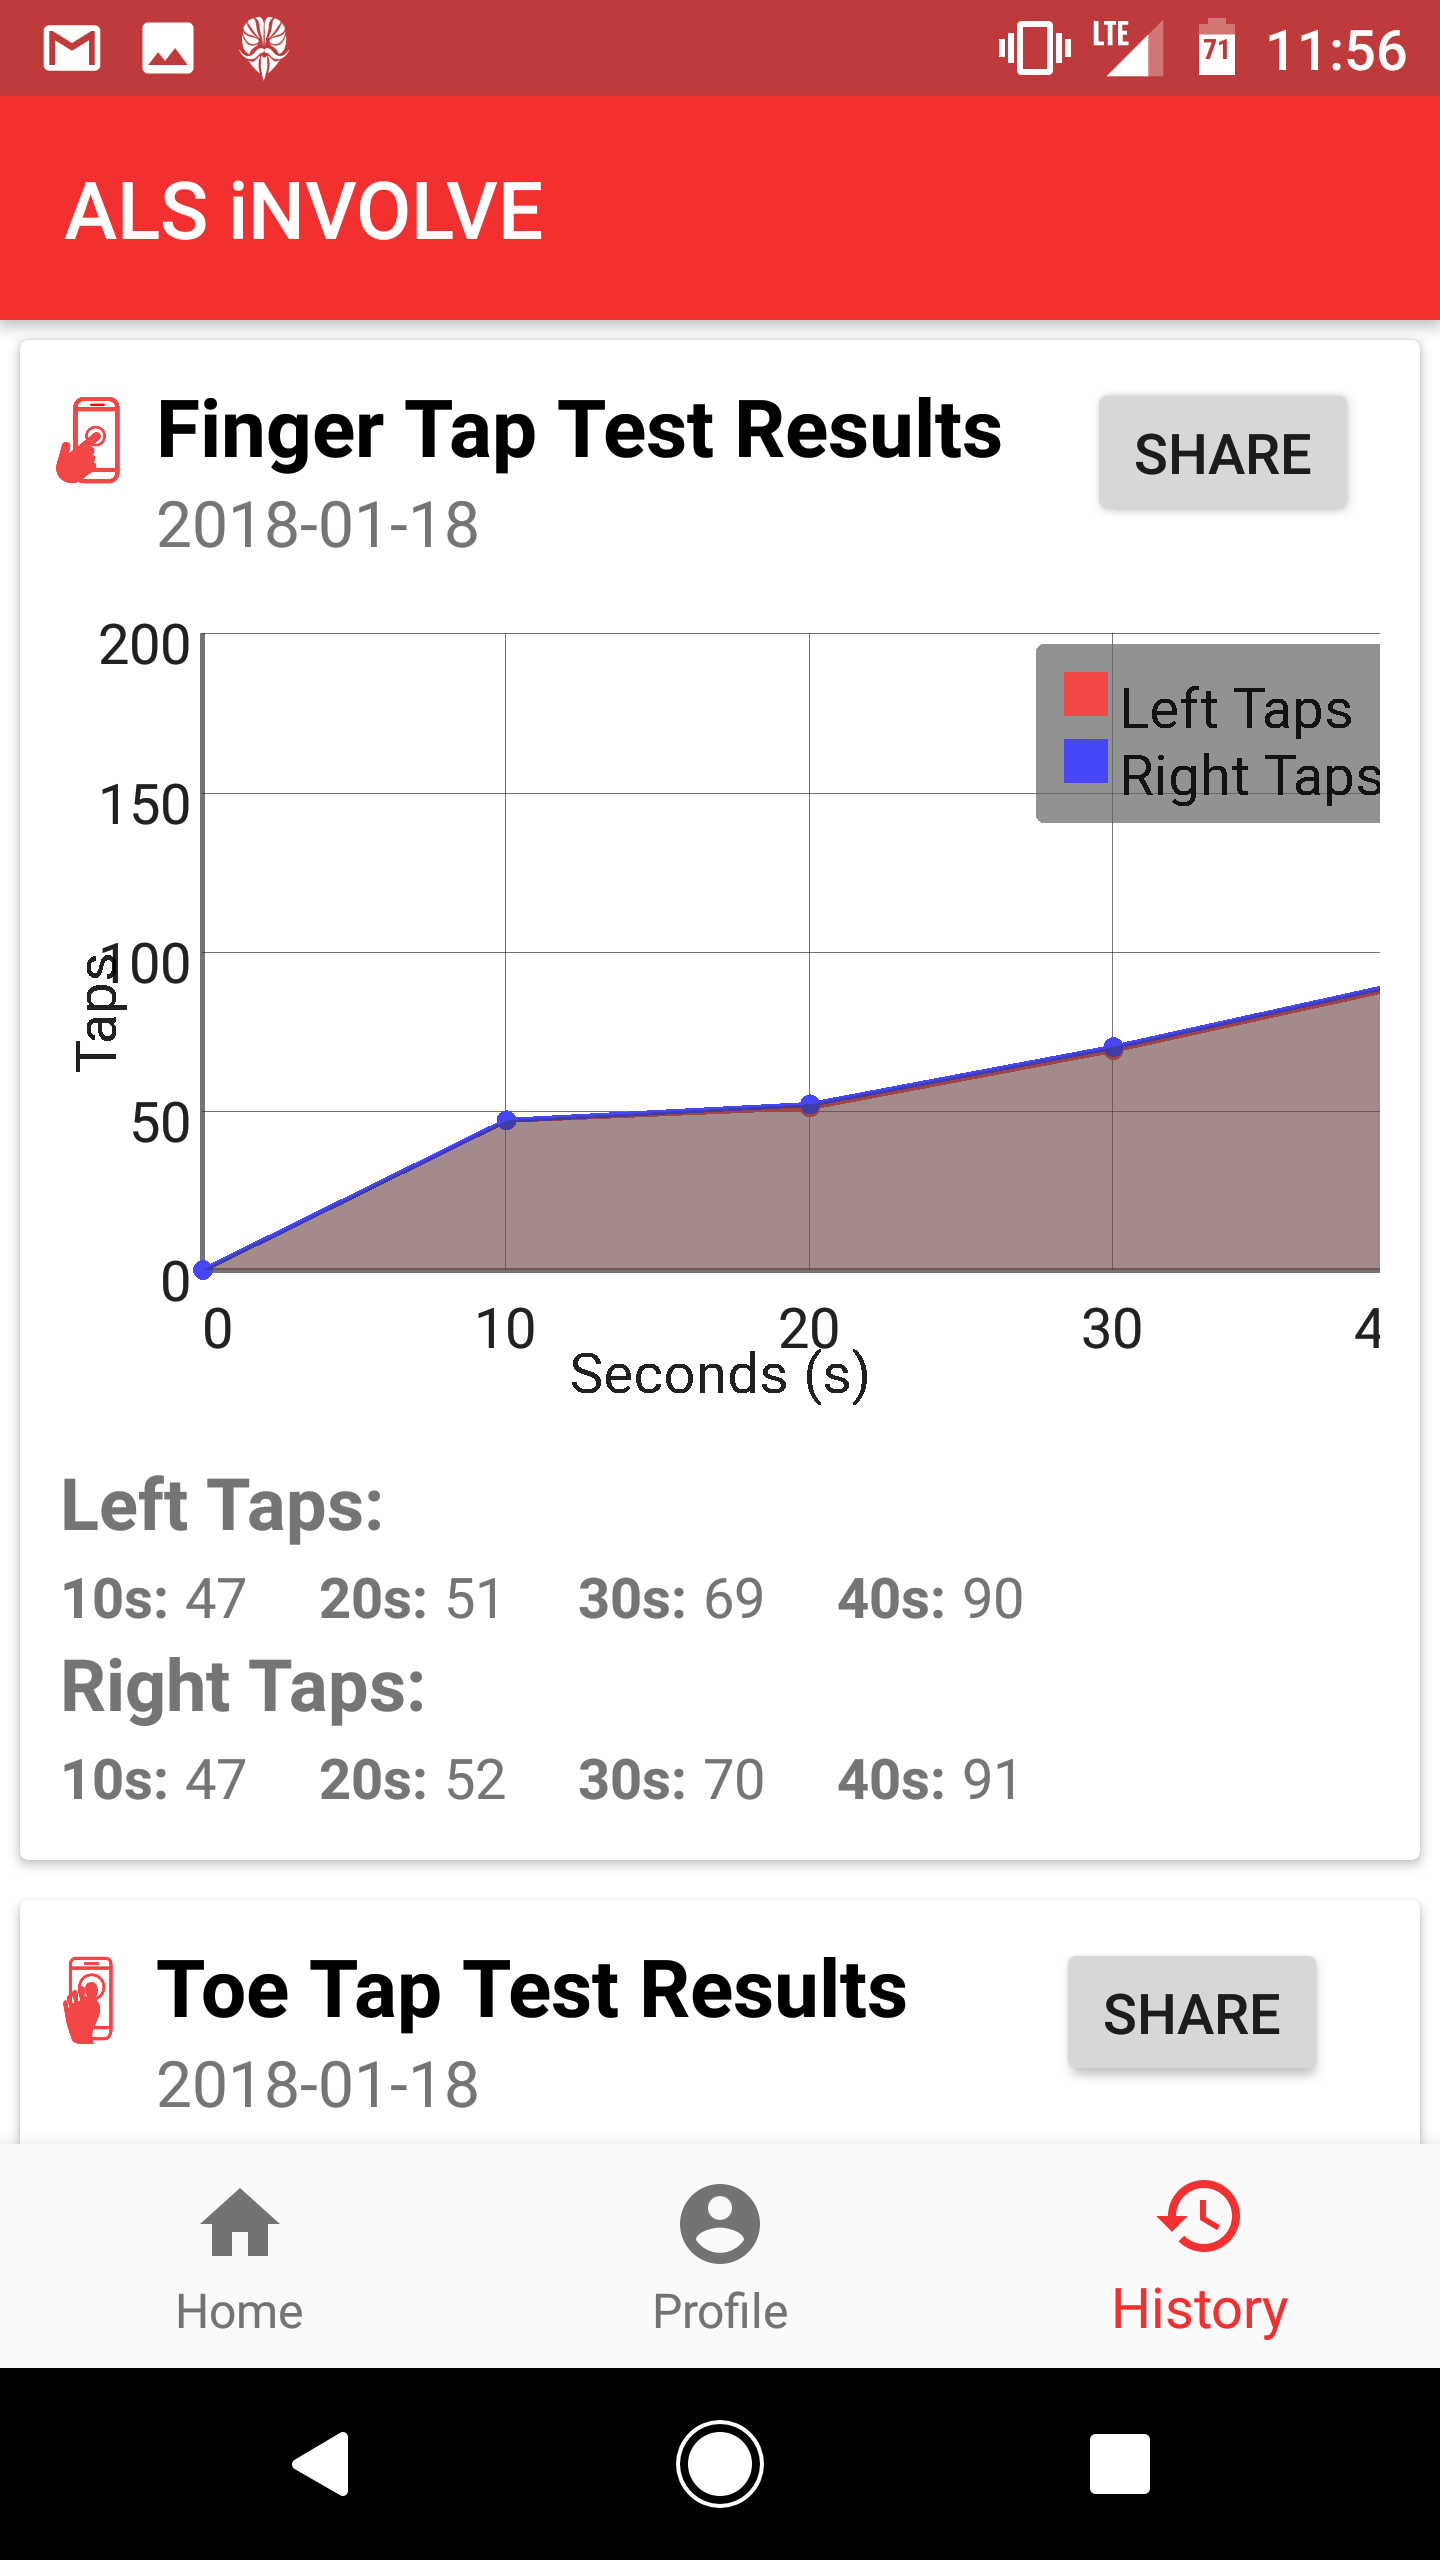 LTE 71 11:56
ALS iNVOLVE
Finger Tap Test Results
SHARE
2018-01-18
200
Left Taps
Right Taps
150
100
Taps
50
0
0 10 20 30 4
Seconds (s)
Left Taps:
10s: 47 20s: 51 30s: 69 40s: 90
Right Taps:
10s: 47 20s: 52 30s: 70 40s: 91
Toe Tap Test Results
SHARE
2018-01-18
Home Profile History